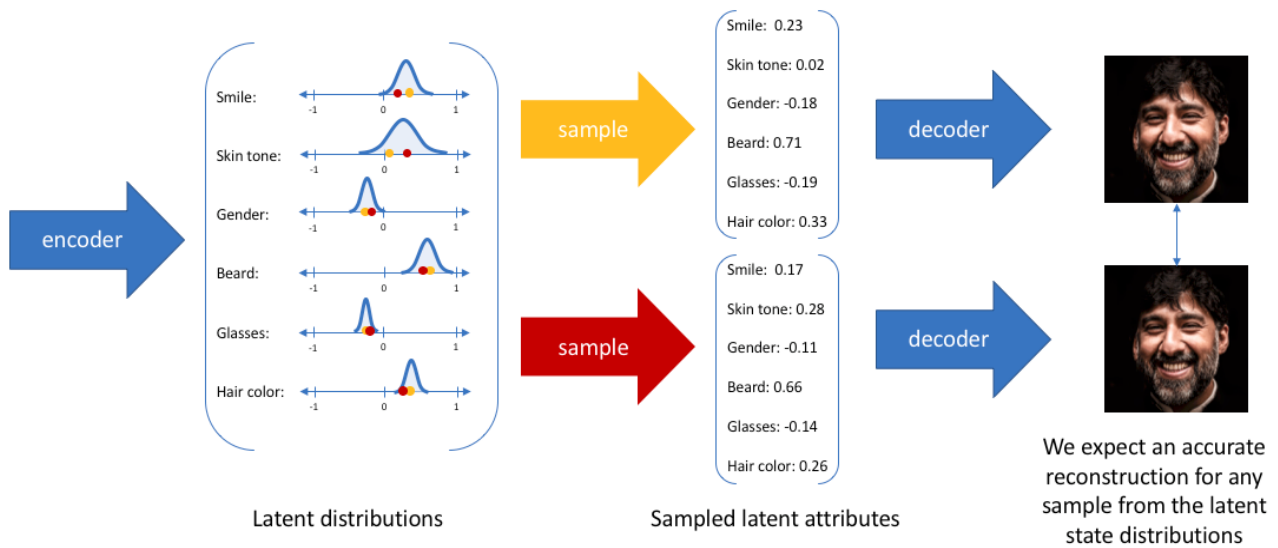 encoder
Smile:
-1 0 1
Skin tone:
-1 0 1
Gender:
-1 0 1
Beard:
-1 0 1
Glasses:
-1 0 1
Hair color:
-1 0 1
Latent distributions
sample
sample
Smile: 0.23
Skin tone: 0.02
Gender: -0.18
Beard: 0.71
Glasses: -0.19
Hair color: 0.33
Smile: 0.17
Skin tone: 0.28
Gender: -0.11
Beard: 0.66
Glasses: -0.14
Hair color: 0.26
Sampled latent attributes
decoder
decoder
We expect an accurate
reconstruction for any
sample from the latent
state distributions